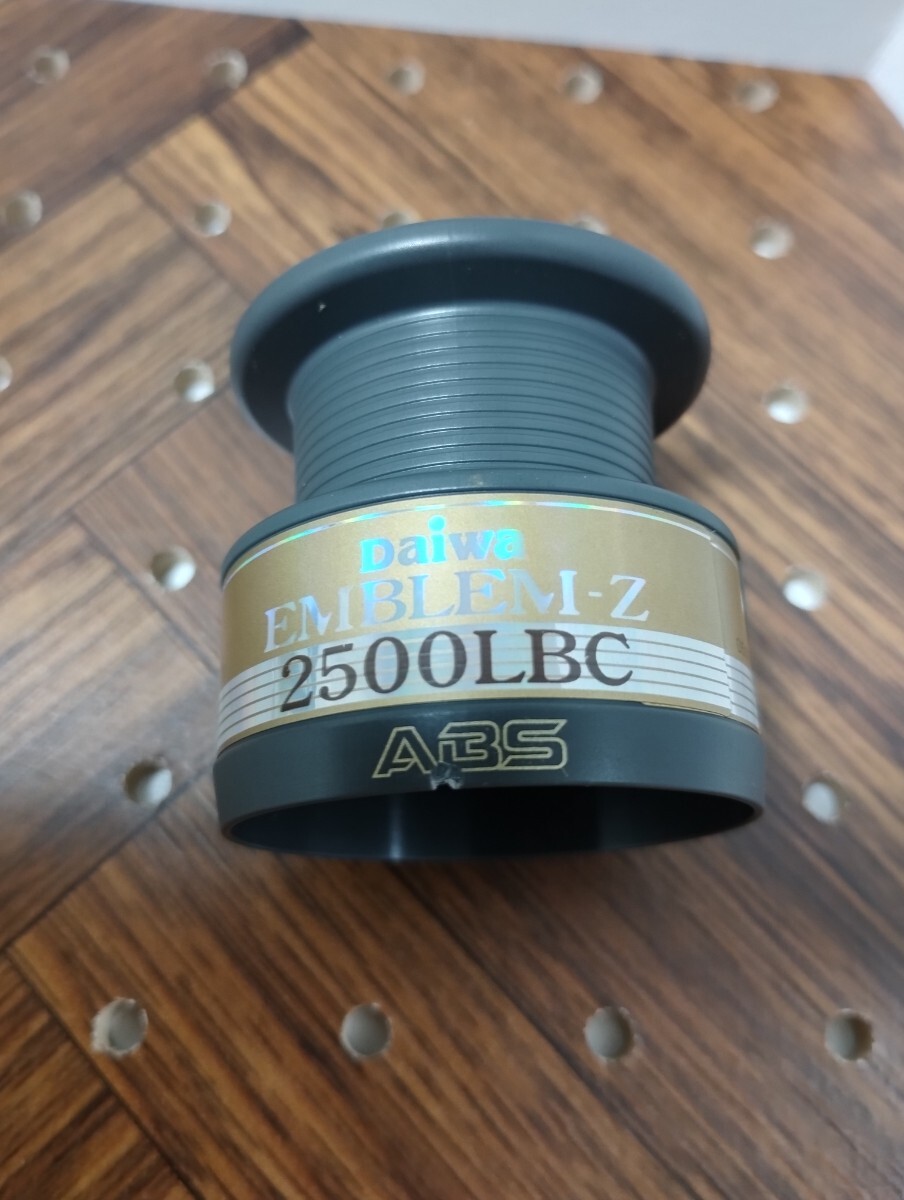 Daiwa
EMBLEM-Z
2500LBC
ABS